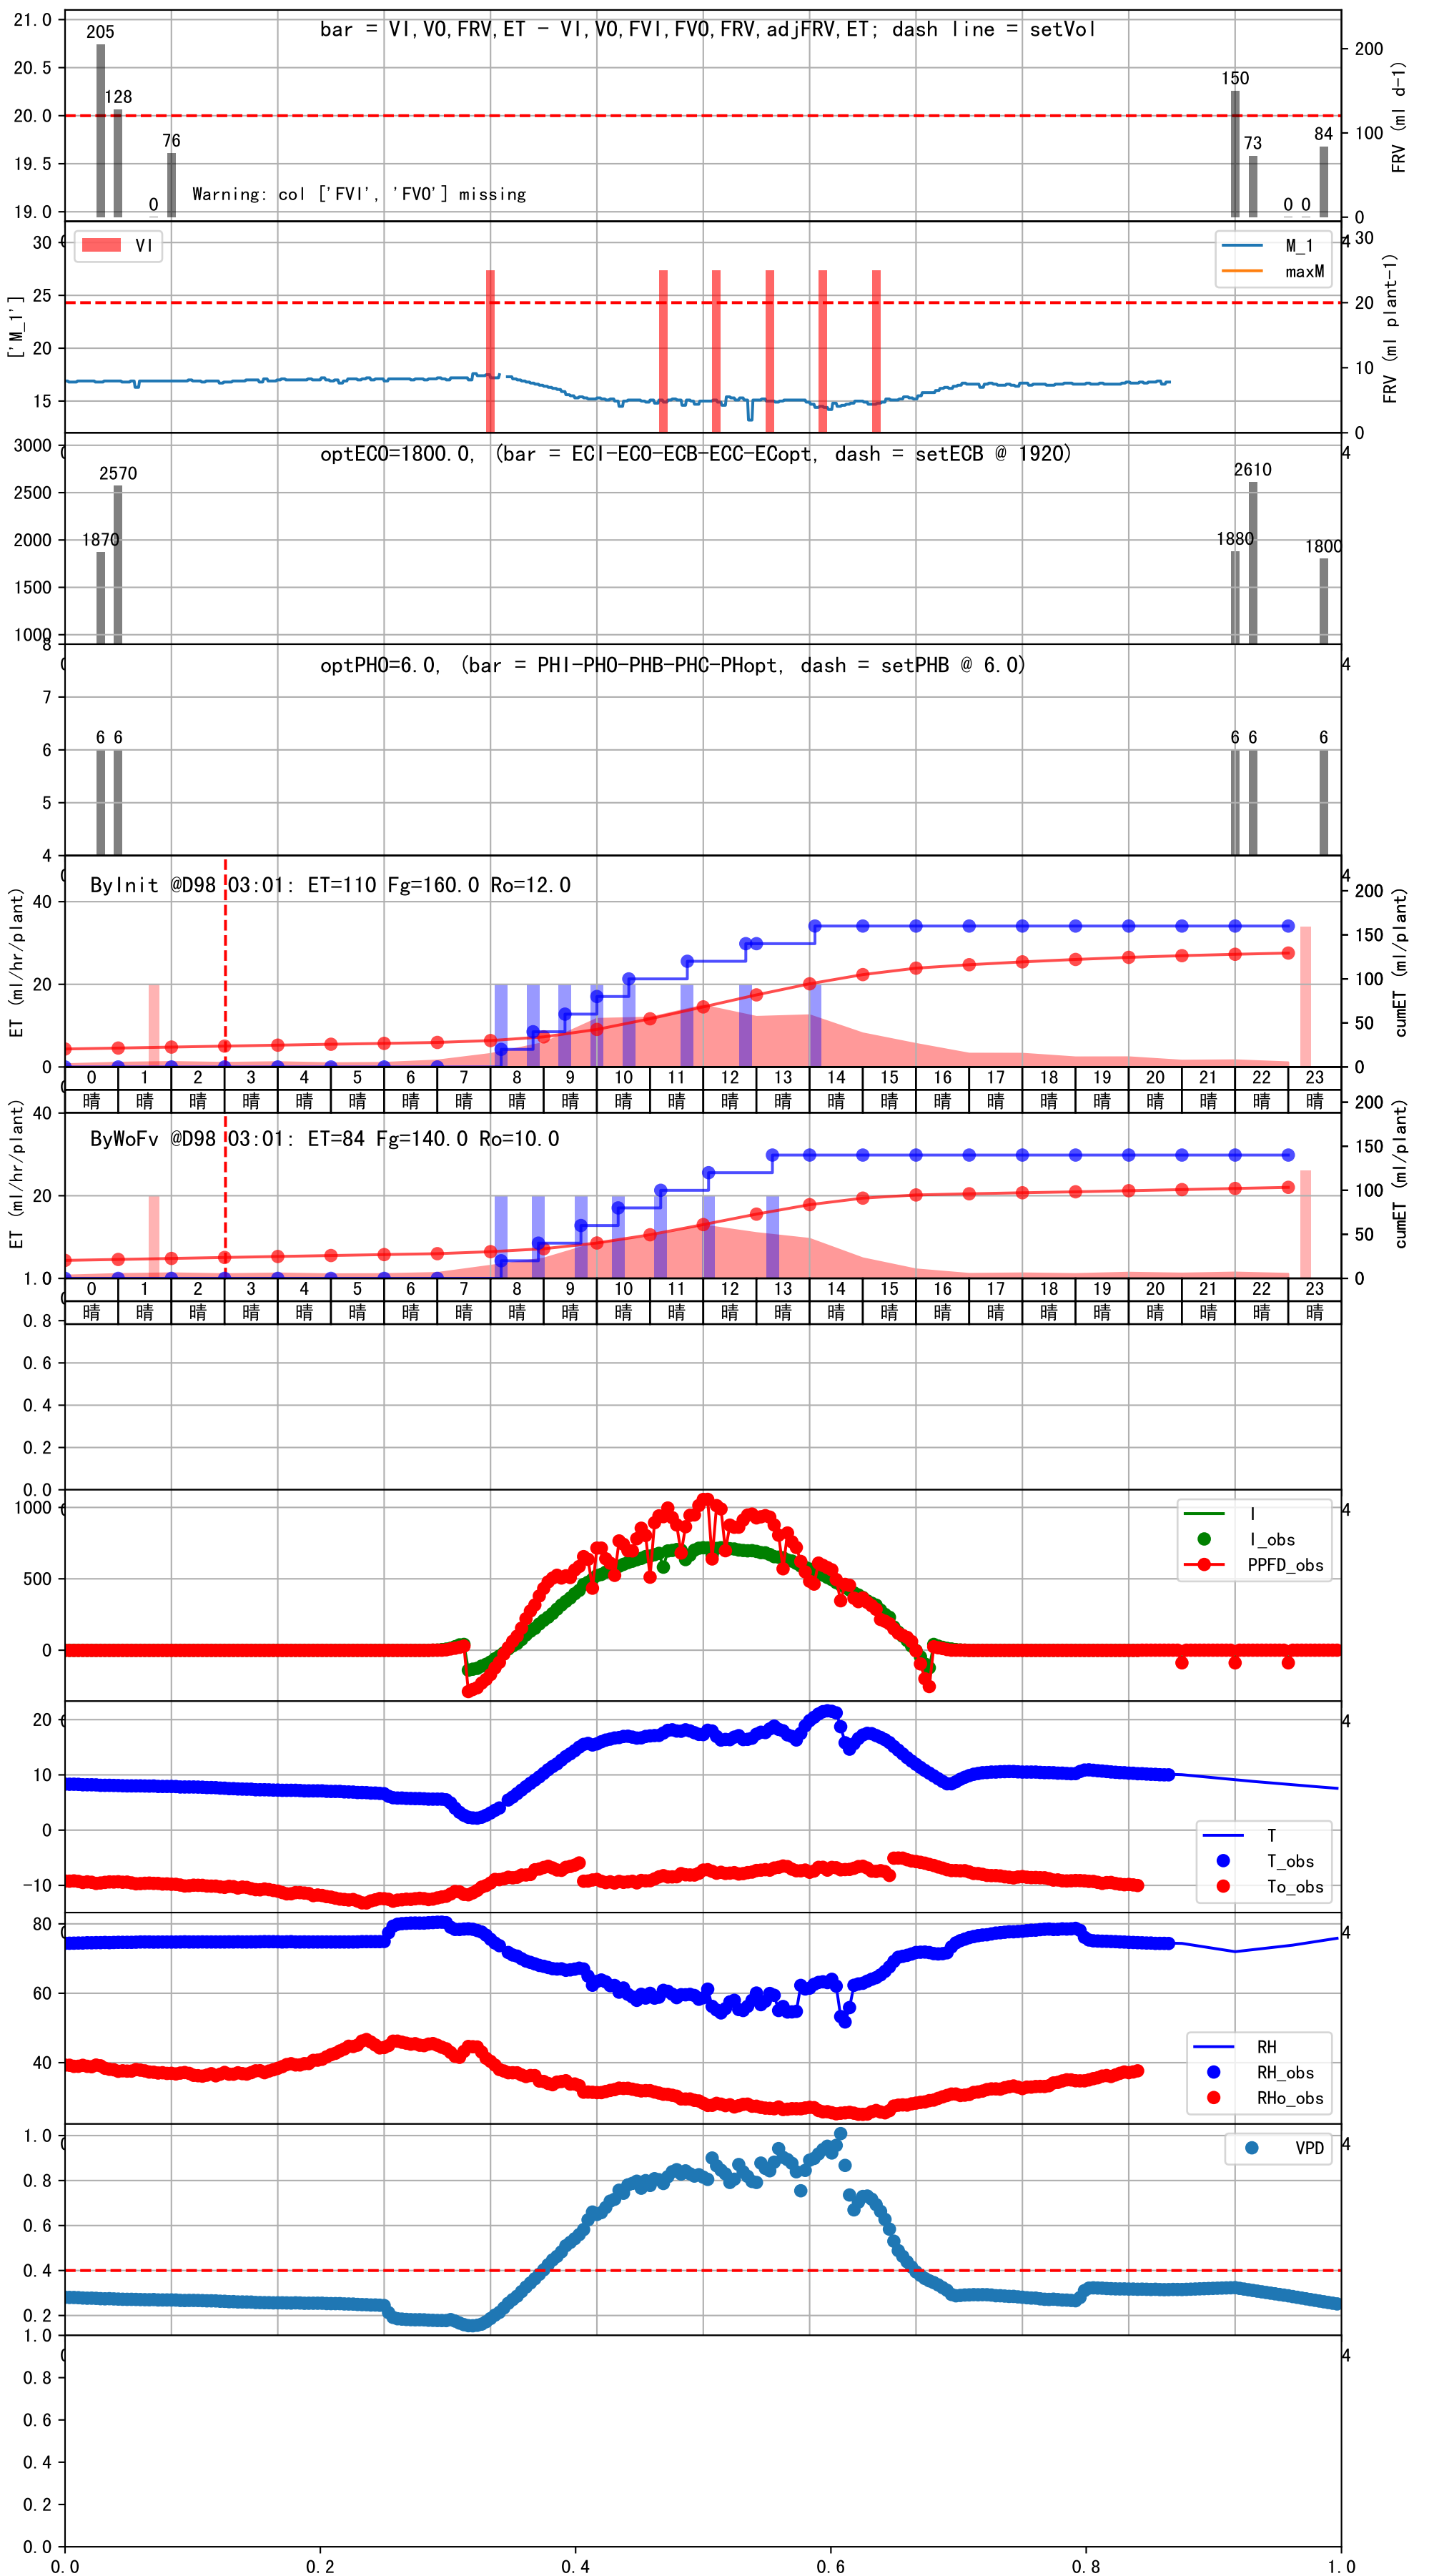 bar = VI,VO,FRV,ET - VI,VO,FVI,FVO,FRV,adjFRV,ET; dash line = setVol
21.0
20.5
20.0
19.5
19.0
205
128
0
76
150
73
0 0
84
Warning: col ['FVI', 'FVO'] missing
200
100
0
FRV (ml d-1)
['M_1']
30
25
20
15
VI
M_1
maxM
30
20
10
0
FRV (ml plant-1)
optECO=1800.0, (bar = ECI-ECO-ECB-ECC-ECopt, dash = setECB @ 1920)
3000
2500
2000
1500
1000
1870
2570
1880
2610
1800
optPHO=6.0, (bar = PHI-PHO-PHB-PHC-PHopt, dash = setPHB @ 6.0)
8
7
6
5
4
6 6
6 6
6
ByInit @D98 03:01: ET=110 Fg=160.0 Ro=12.0
ET (ml/hr/plant)
40
20
0
200
150
100
50
0
cumET (ml/plant)
0 1 2 3 4 5 6 7 8 9 10 11 12 13 14 15 16 17 18 19 20 21 22 23
晴 晴 晴 晴 晴 晴 晴 晴 晴 晴 晴 晴 晴 晴 晴 晴 晴 晴 晴 晴 晴 晴 晴 晴
ByWoFv @D98 03:01: ET=84 Fg=140.0 Ro=10.0
ET (ml/hr/plant)
40
20
200
150
100
50
0
cumET (ml/plant)
0 1 2 3 4 5 6 7 8 9 10 11 12 13 14 15 16 17 18 19 20 21 22 23
晴 晴 晴 晴 晴 晴 晴 晴 晴 晴 晴 晴 晴 晴 晴 晴 晴 晴 晴 晴 晴 晴 晴 晴
1.0
0.8
0.6
0.4
0.2
0.0
1000
500
0
I
I_obs
PPFD_obs
20
10
0
-10
T
T_obs
To_obs
80
60
40
RH
RH_obs
RHo_obs
1.0
0.8
0.6
0.4
0.2
VPD
1.0
0.8
0.6
0.4
0.2
0.0
0.0 0.2 0.4 0.6 0.8 1.0